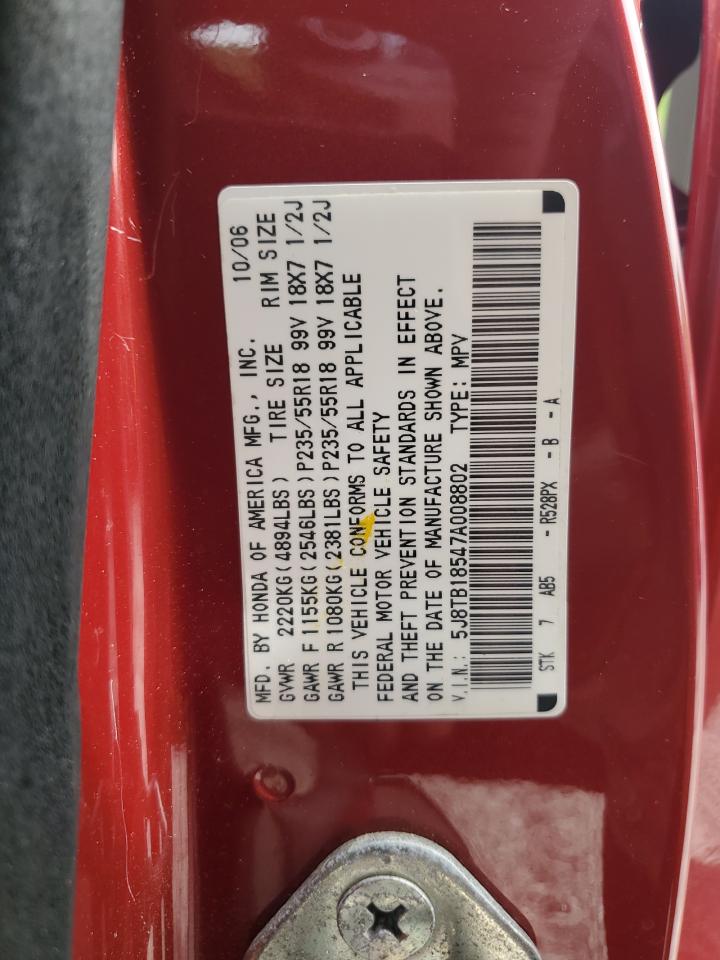 MFD. BY HONDA OF AMERICA MFG., INC. 10/06
GVWR 2220KG(4894LBS) TIRE SIZE RIM SIZE
GAWR F 1155KG(2546LBS)P235/55R18 99V 18X7 1/2J
GAWR R 1080KG(2381LBS)P235/55R18 99V 18X7 1/2J
THIS VEHICLE CONFORMS TO ALL APPLICABLE
FEDERAL MOTOR VEHICLE SAFETY
AND THEFT PREVENTION STANDARDS IN EFFECT
ON THE DATE OF MANUFACTURE SHOWN ABOVE.
V.I.N.: 5J8TB18547A008802 TYPE: MPV
STK 7 AB5 - R528PX - B - A